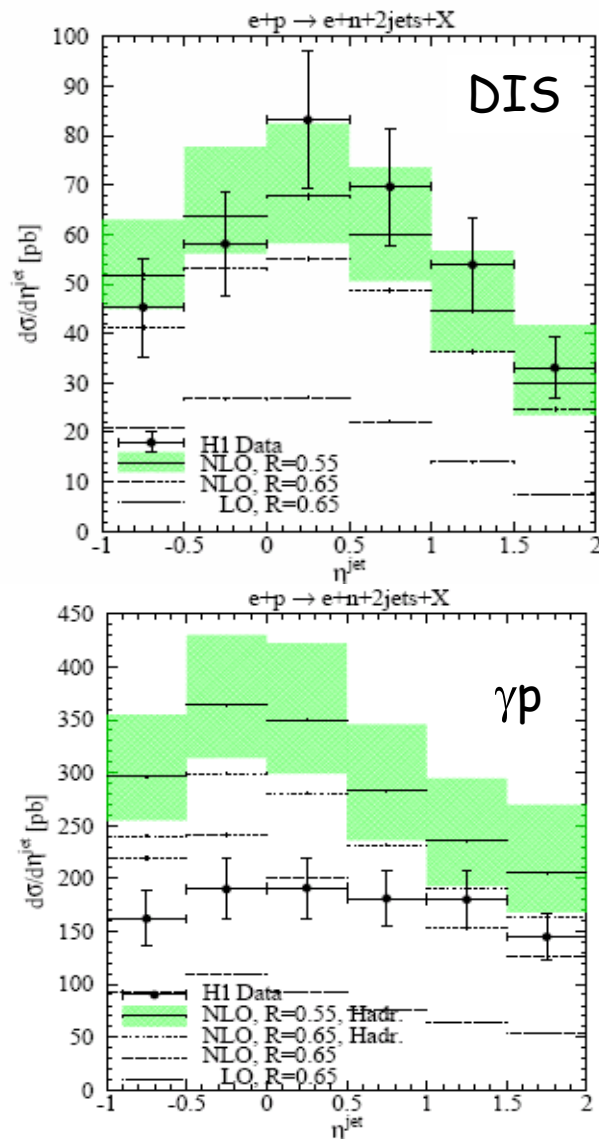 e+p → e+n+2jets+X
DIS
100
90
80
70
60
50
40
30
20
10
0
dσ/dη^jet [pb]
H1 Data
NLO, R=0.55
NLO, R=0.65
LO, R=0.65
-1 -0.5 0 0.5 1 1.5 2
η^jet
e+p → e+n+2jets+X
γp
450
400
350
300
250
200
150
100
50
0
dσ/dη^jet [pb]
H1 Data
NLO, R=0.55, Hadr.
NLO, R=0.65, Hadr.
NLO, R=0.65
LO, R=0.65
-1 -0.5 0 0.5 1 1.5 2
η^jet